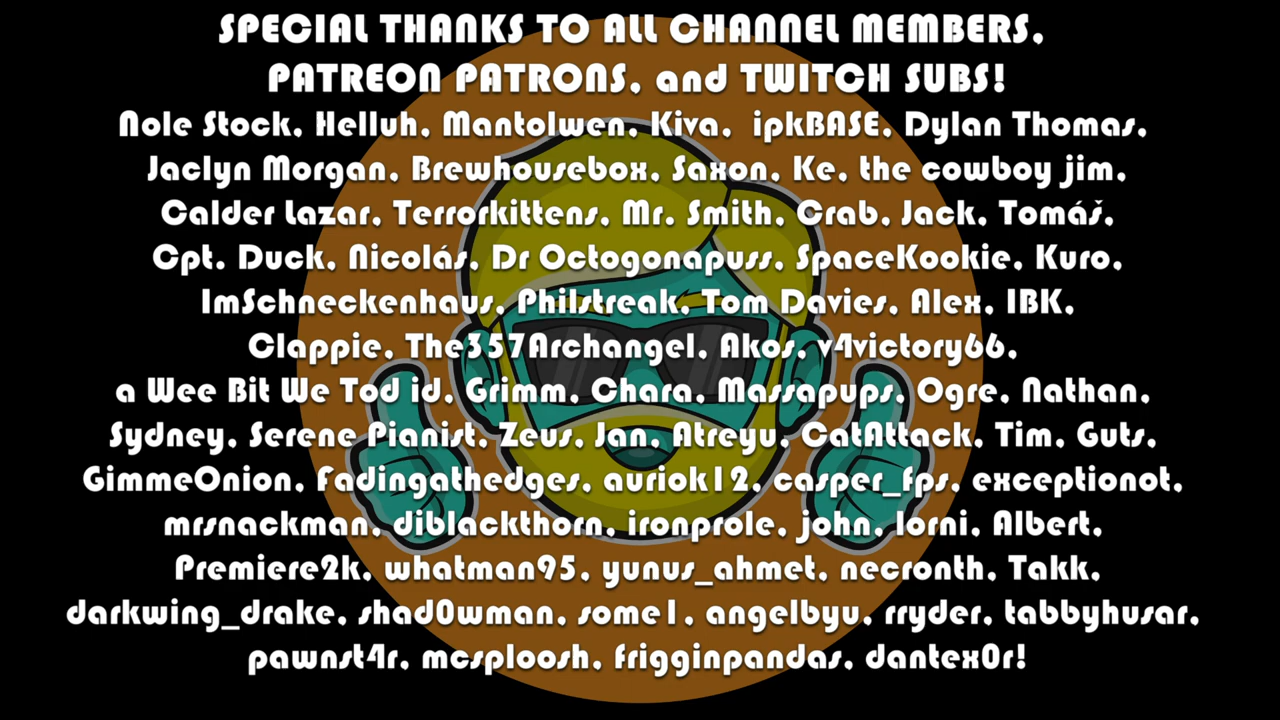 SPECIAL THANKS TO ALL CHANNEL MEMBERS,
PATREON PATRONS, and TWITCH SUBS!
Nole Stock, Helluh, Mantolwen, Kiva, ipkBASE, Dylan Thomas,
Jaclyn Morgan, Brewhousebox, Saxon, Ke, the cowboy jim,
Calder Lazar, Terrorkittens, Mr. Smith, Crab, Jack, Tomáš,
Cpt. Duck, Nicolás, Dr Octogonapuss, SpaceKookie, Kuro,
ImSchneckenhaus, Philstreak, Tom Davies, Alex, IBK,
Clappie, The357Archangel, Akos, v4victory66,
a Wee Bit We Tod id, Grimm, Chara, Massapups, Ogre, Nathan,
Sydney, Serene Pianist, Zeus, Jan, Atreyu, CatAttack, Tim, Guts,
GimmeOnion, Fadingathedges, auriok12, casper_fps, exceptionot,
mrsnackman, diblackthorn, ironprole, john, lorni, Albert,
Premiere2k, whatman95, yunus_ahmet, necronth, Takk,
darkwing_drake, shad0wman, some1, angelbyu, rryder, tabbyhusar,
pawnst4r, mcsploosh, frigginpandas, dantex0r!